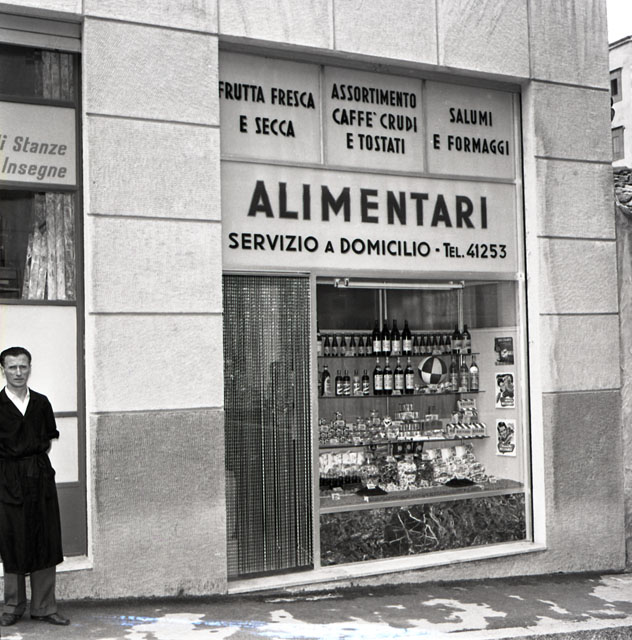 i Stanze
Insegne
FRUTTA FRESCA
E SECCA
ASSORTIMENTO
CAFFE' CRUDI
E TOSTATI
SALUMI
E FORMAGGI
ALIMENTARI
SERVIZIO A DOMICILIO - TEL. 41253